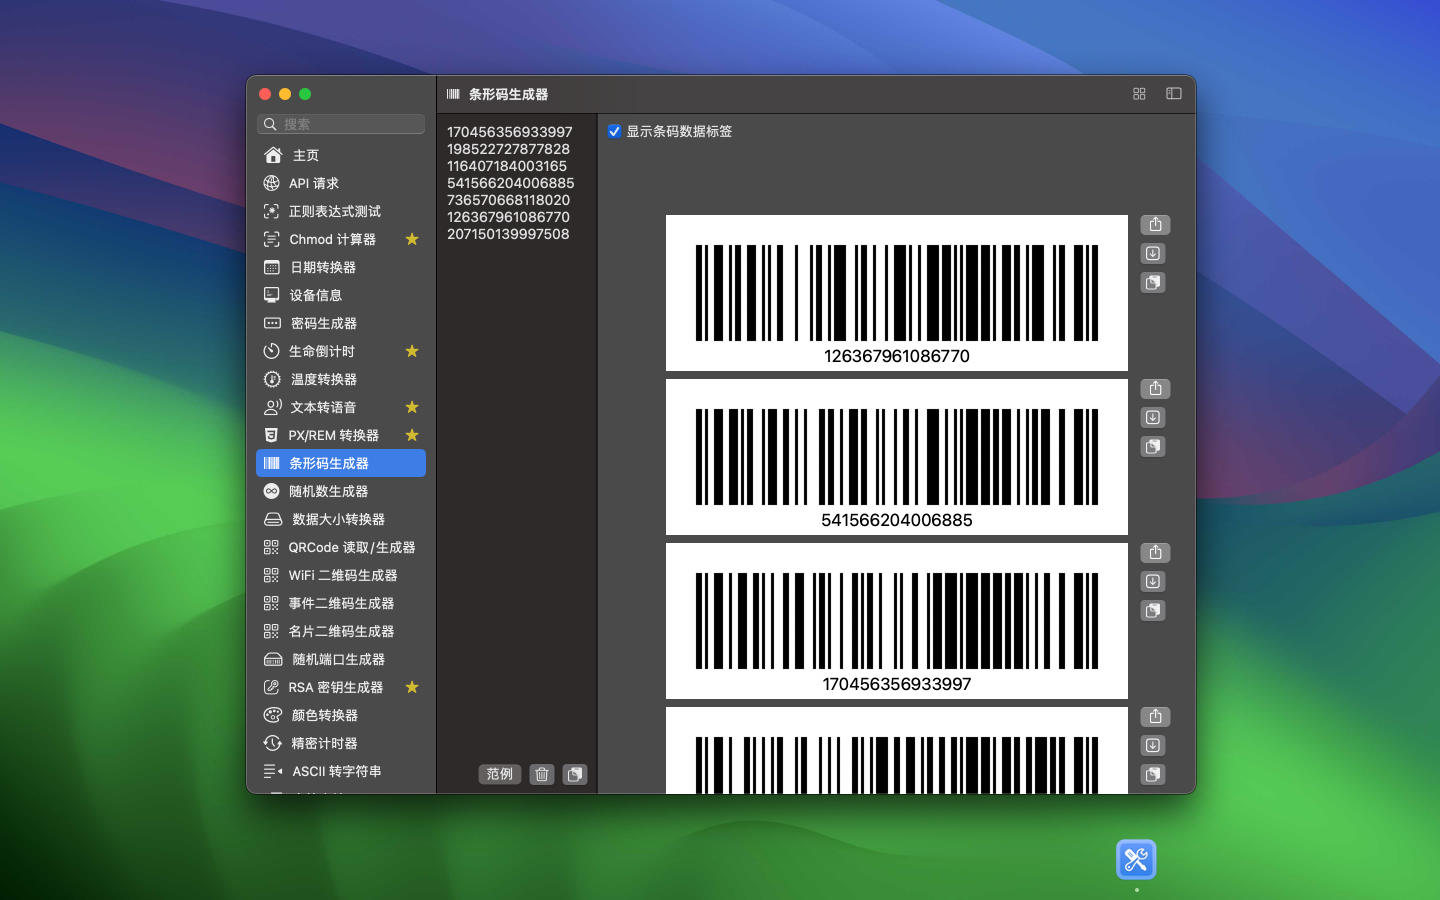 条形码生成器
搜索
主页
API 请求
正则表达式测试
Chmod 计算器
日期转换器
设备信息
密码生成器
生命倒计时
温度转换器
文本转语音
PX/REM 转换器
条形码生成器
随机数生成器
数据大小转换器
QRCode 读取/生成器
WiFi 二维码生成器
事件二维码生成器
名片二维码生成器
随机端口生成器
RSA 密钥生成器
颜色转换器
精密计时器
ASCII 转字符串
170456356933997
198522727877828
116407184003165
541566204006885
736570668118020
126367961086770
207150139997508
范例
显示条码数据标签
126367961086770
541566204006885
170456356933997